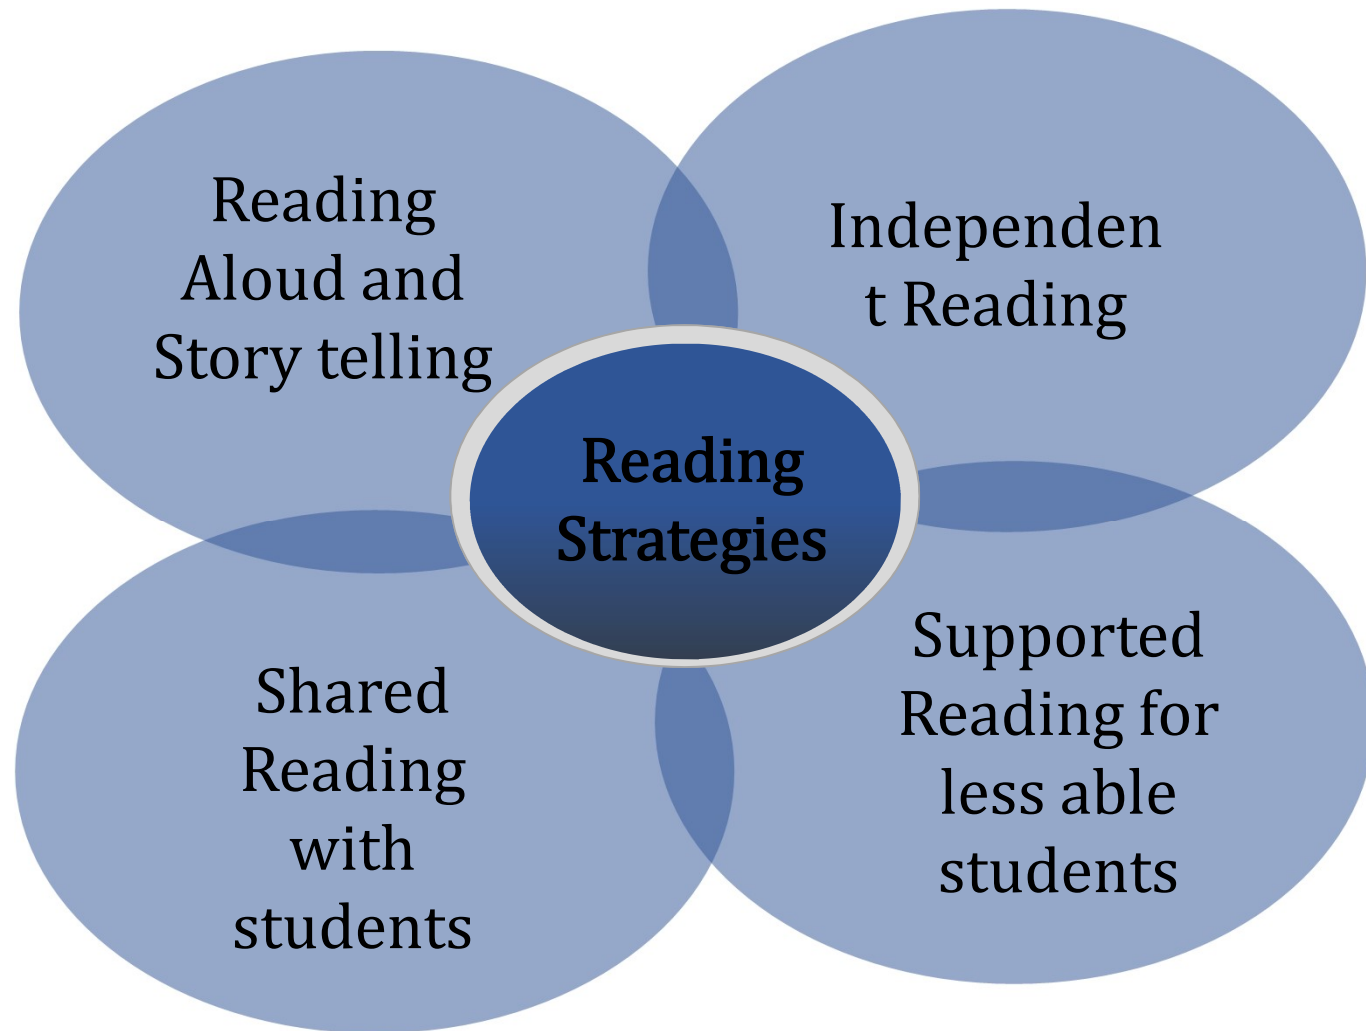 Reading
Aloud and
Story telling
Independen
t Reading
Reading
Strategies
Shared
Reading
with
students
Supported
Reading for
less able
students